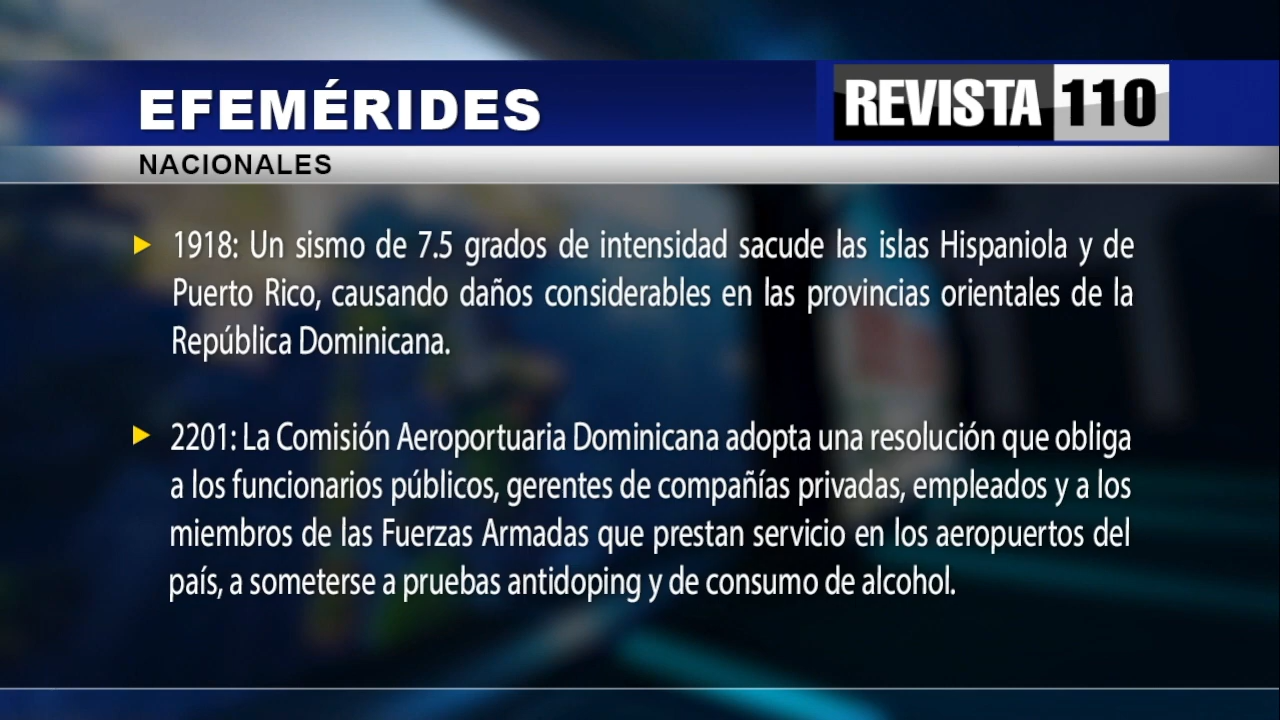 EFEMÉRIDES
REVISTA 110
NACIONALES
1918: Un sismo de 7.5 grados de intensidad sacude las islas Hispaniola y de
Puerto Rico, causando daños considerables en las provincias orientales de la
República Dominicana.
2201: La Comisión Aeroportuaria Dominicana adopta una resolución que obliga
a los funcionarios públicos, gerentes de compañías privadas, empleados y a los
miembros de las Fuerzas Armadas que prestan servicio en los aeropuertos del
país, a someterse a pruebas antidoping y de consumo de alcohol.